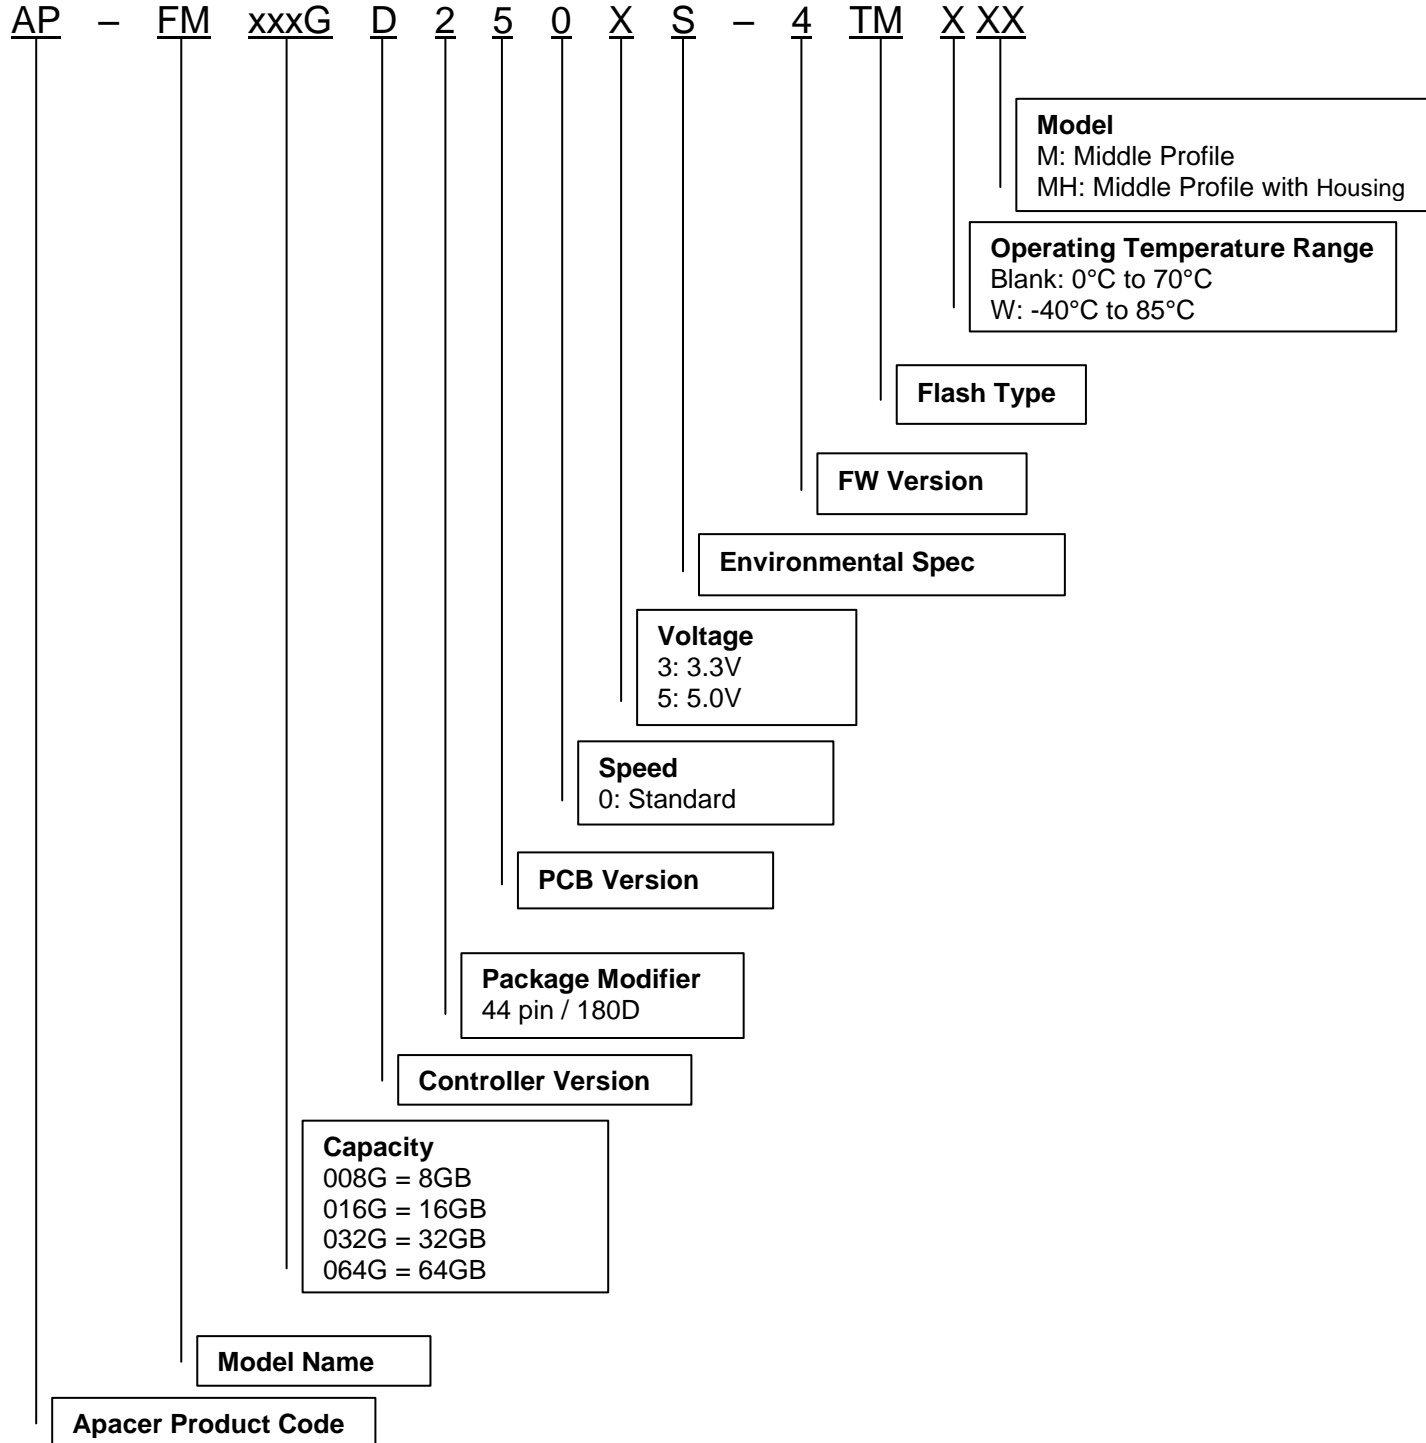 AP – FM xxxG D 2 5 0 X S – 4 TM X XX
Model
M: Middle Profile
MH: Middle Profile with Housing
Operating Temperature Range
Blank: 0°C to 70°C
W: -40°C to 85°C
Flash Type
FW Version
Environmental Spec
Voltage
3: 3.3V
5: 5.0V
Speed
0: Standard
PCB Version
Package Modifier
44 pin / 180D
Controller Version
Capacity
008G = 8GB
016G = 16GB
032G = 32GB
064G = 64GB
Model Name
Apacer Product Code